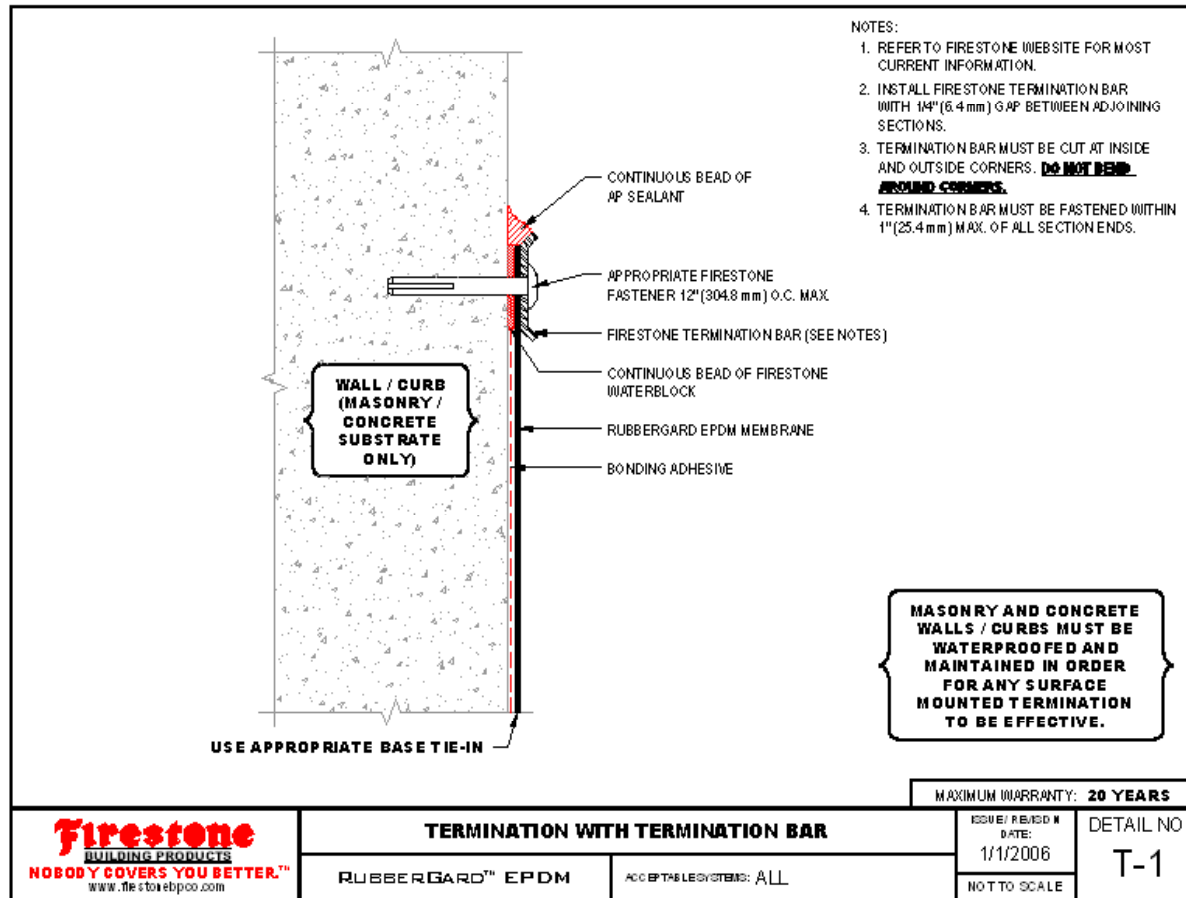 NOTES:
1. REFER TO FIRESTONE WEBSITE FOR MOST
CURRENT INFORMATION.
2. INSTALL FIRESTONE TERMINATION BAR
WITH 1/4" (6.4 mm) GAP BETWEEN ADJOINING
SECTIONS.
3. TERMINATION BAR MUST BE CUT AT INSIDE
AND OUTSIDE CORNERS. DO NOT BEND
AROUND CORNERS.
4. TERMINATION BAR MUST BE FASTENED WITHIN
1" (25.4 mm) MAX. OF ALL SECTION ENDS.
CONTINUOUS BEAD OF
AP SEALANT
APPROPRIATE FIRESTONE
FASTENER 12" (304.8 mm) O.C. MAX.
FIRESTONE TERMINATION BAR (SEE NOTES)
CONTINUOUS BEAD OF FIRESTONE
WATERBLOCK
RUBBERGARD EPDM MEMBRANE
BONDING ADHESIVE
WALL / CURB
(MASONRY /
CONCRETE
SUBSTRATE
ONLY)
USE APPROPRIATE BASE TIE-IN
MASONRY AND CONCRETE
WALLS / CURBS MUST BE
WATERPROOFED AND
MAINTAINED IN ORDER
FOR ANY SURFACE
MOUNTED TERMINATION
TO BE EFFECTIVE.
MAXIMUM WARRANTY: 20 YEARS
Firestone
BUILDING PRODUCTS
NOBODY COVERS YOU BETTER.™
www.firestonebpco.com
TERMINATION WITH TERMINATION BAR
RUBBERGARD™ EPDM
ACCEPTABLE SYSTEMS: ALL
ISSUE / REVISION
DATE:
1/1/2006
NOT TO SCALE
DETAIL NO
T-1